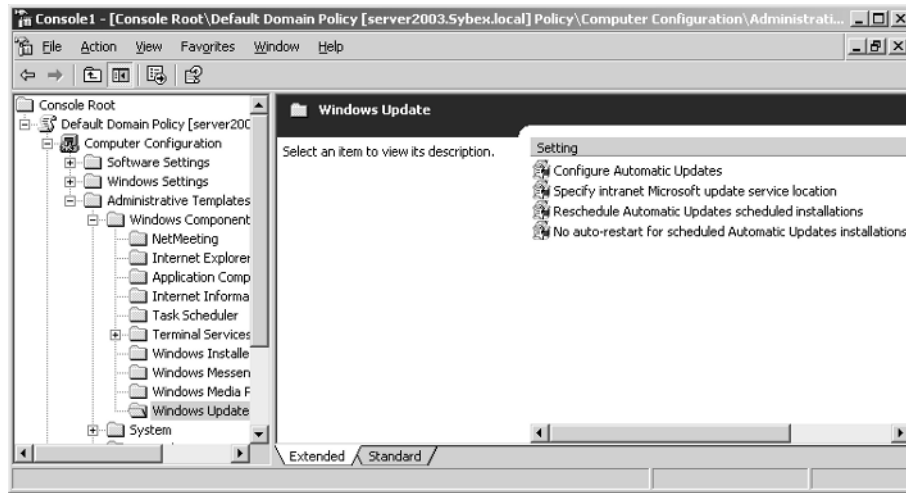 Console1 - [Console Root\Default Domain Policy [server2003.Sybex.local] Policy\Computer Configuration\Administrati...
File Action View Favorites Window Help
Console Root
Default Domain Policy [server200
Computer Configuration
Software Settings
Windows Settings
Administrative Templates
Windows Component
NetMeeting
Internet Explorer
Application Comp
Internet Informa
Task Scheduler
Terminal Services
Windows Installe
Windows Messen
Windows Media F
Windows Update
System
Windows Update
Select an item to view its description.
Setting
Configure Automatic Updates
Specify intranet Microsoft update service location
Reschedule Automatic Updates scheduled installations
No auto-restart for scheduled Automatic Updates installations
Extended Standard